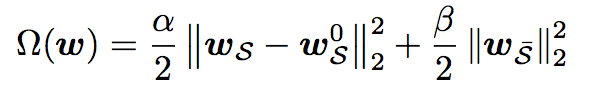 Ω(𝒘) = α/2 ‖𝒘_𝒮 − 𝒘_𝒮^0‖_2^2 + β/2 ‖𝒘_𝒮̄‖_2^2